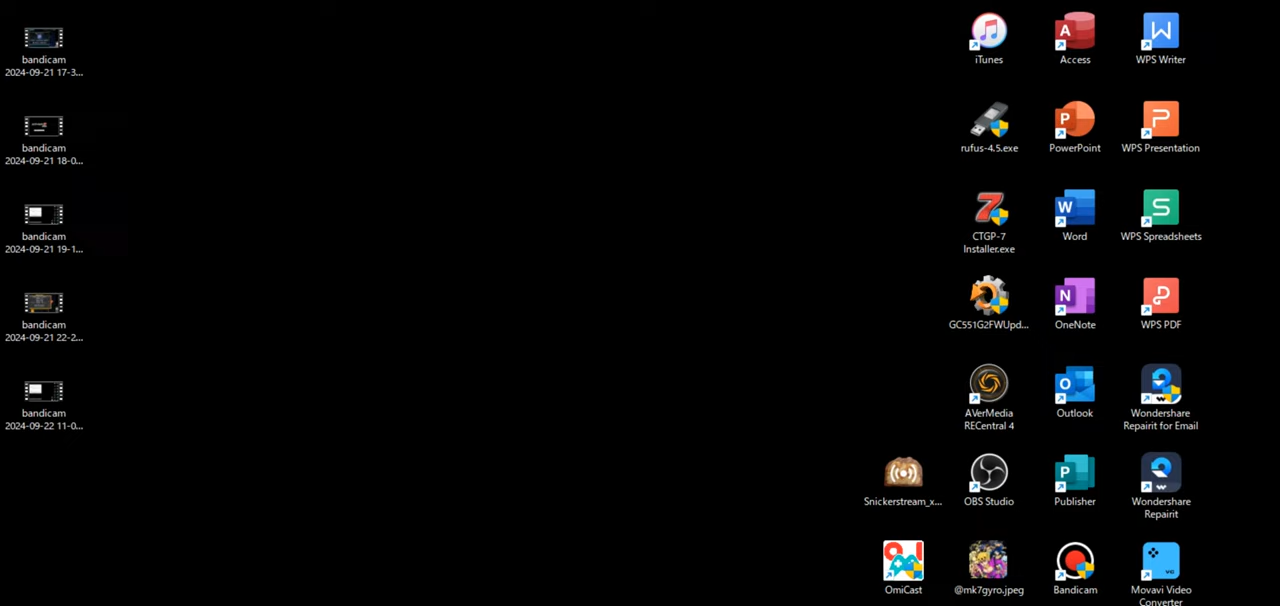 bandicam
2024-09-21 17-3...
bandicam
2024-09-21 18-0...
bandicam
2024-09-21 19-1...
bandicam
2024-09-21 22-2...
bandicam
2024-09-22 11-0...
Snickerstream_x...
OmiCast
iTunes
rufus-4.5.exe
7
CTGP-7
Installer.exe
GC551G2FWUpd...
AVerMedia
RECentral 4
OBS Studio
@mk7gyro.jpeg
A
Access
P
PowerPoint
W
Word
N
OneNote
O
Outlook
P
Publisher
Bandicam
W
WPS Writer
P
WPS Presentation
S
WPS Spreadsheets
WPS PDF
Wondershare
Repairit for Email
Wondershare
Repairit
VC
Movavi Video
Converter